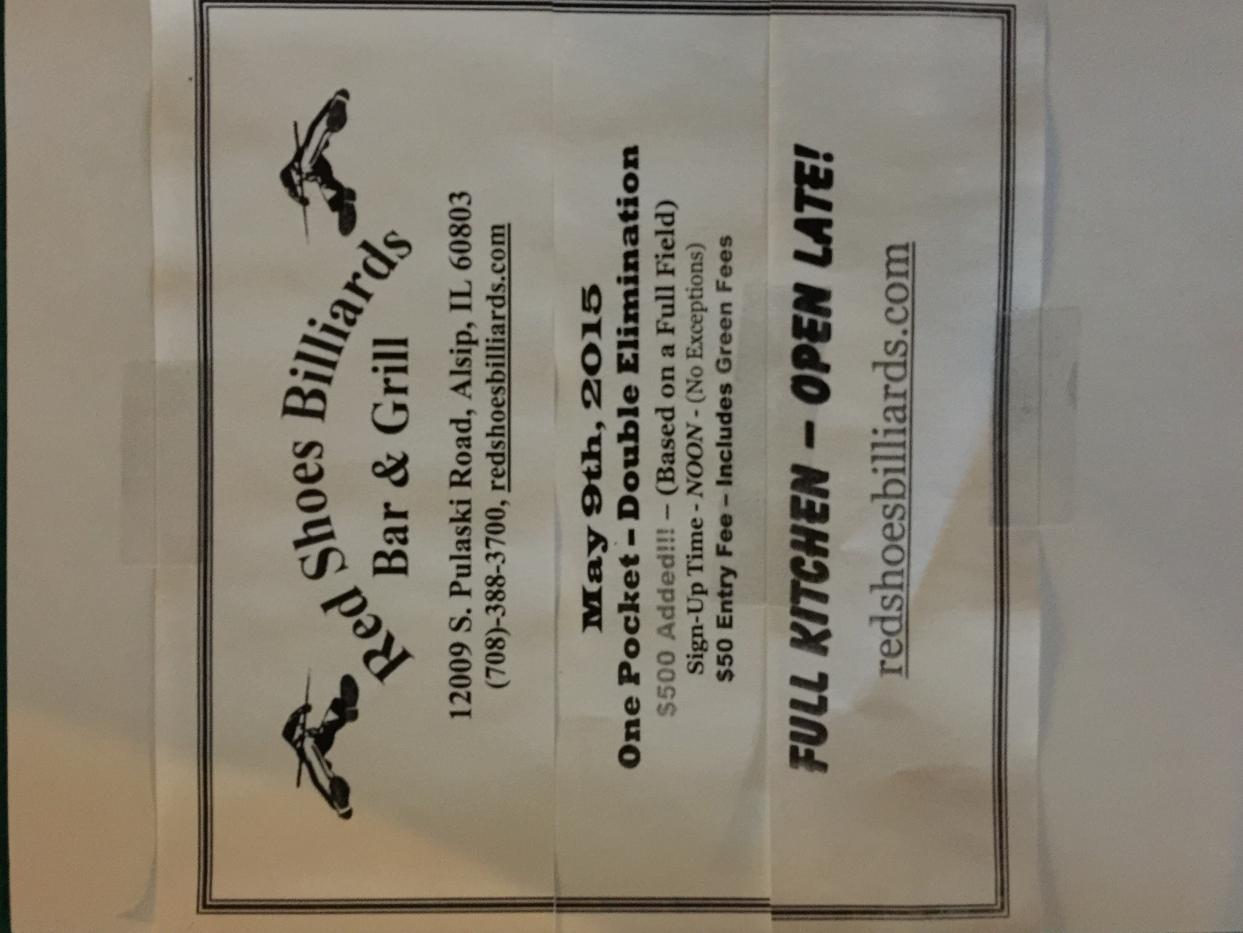 Red Shoes Billiards
Bar & Grill
12009 S. Pulaski Road, Alsip, IL 60803
(708)-388-3700, redshoesbilliards.com
May 9th, 2015
One Pocket – Double Elimination
$500 Added!!! – (Based on a Full Field)
Sign-Up Time - NOON - (No Exceptions)
$50 Entry Fee – Includes Green Fees
FULL KITCHEN – OPEN LATE!
redshoesbilliards.com